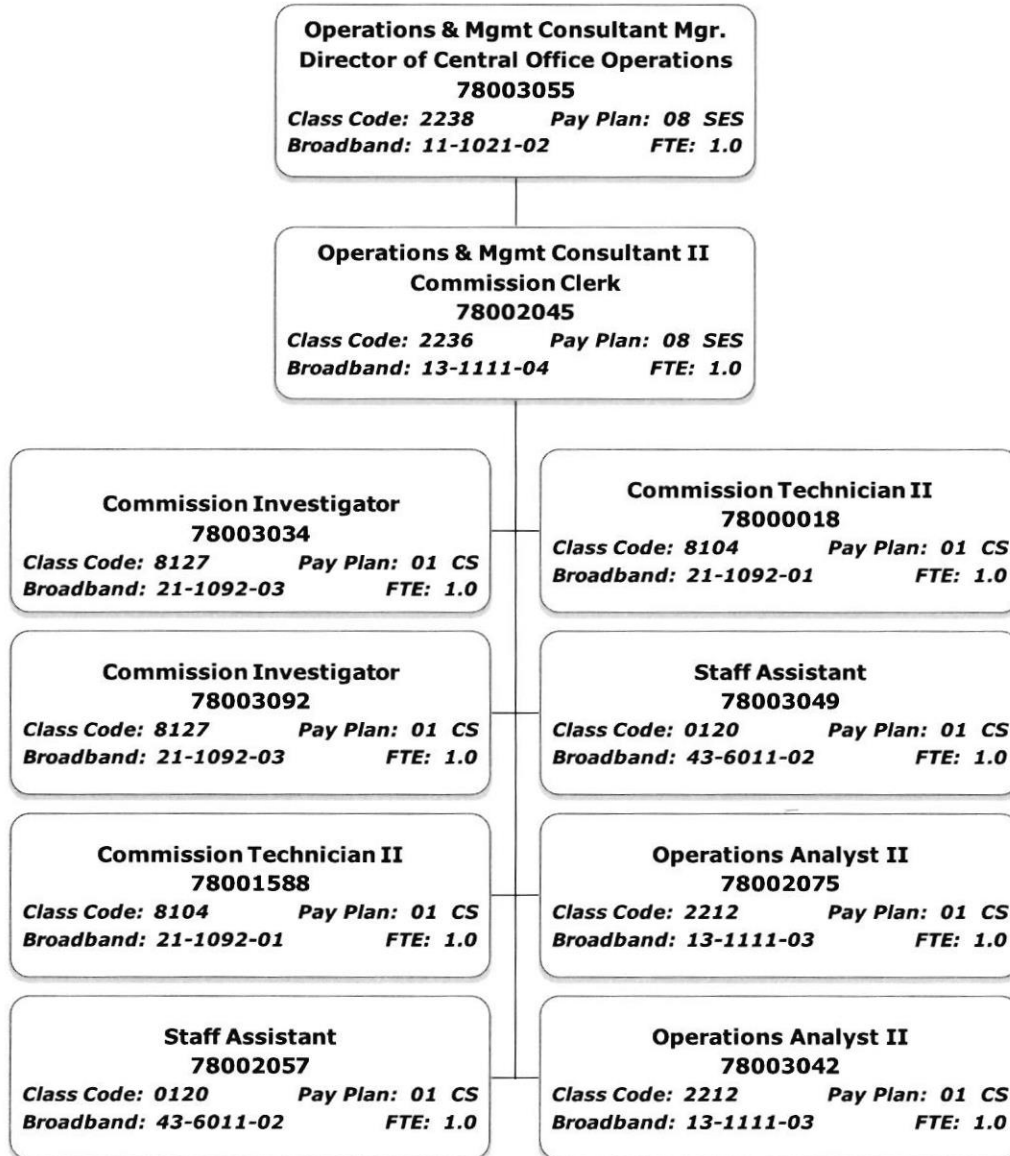 Operations & Mgmt Consultant Mgr.
Director of Central Office Operations
78003055
Class Code: 2238 Pay Plan: 08 SES
Broadband: 11-1021-02 FTE: 1.0
Operations & Mgmt Consultant II
Commission Clerk
78002045
Class Code: 2236 Pay Plan: 08 SES
Broadband: 13-1111-04 FTE: 1.0
Commission Investigator
78003034
Class Code: 8127 Pay Plan: 01 CS
Broadband: 21-1092-03 FTE: 1.0
Commission Technician II
78000018
Class Code: 8104 Pay Plan: 01 CS
Broadband: 21-1092-01 FTE: 1.0
Commission Investigator
78003092
Class Code: 8127 Pay Plan: 01 CS
Broadband: 21-1092-03 FTE: 1.0
Staff Assistant
78003049
Class Code: 0120 Pay Plan: 01 CS
Broadband: 43-6011-02 FTE: 1.0
Commission Technician II
78001588
Class Code: 8104 Pay Plan: 01 CS
Broadband: 21-1092-01 FTE: 1.0
Operations Analyst II
78002075
Class Code: 2212 Pay Plan: 01 CS
Broadband: 13-1111-03 FTE: 1.0
Staff Assistant
78002057
Class Code: 0120 Pay Plan: 01 CS
Broadband: 43-6011-02 FTE: 1.0
Operations Analyst II
78003042
Class Code: 2212 Pay Plan: 01 CS
Broadband: 13-1111-03 FTE: 1.0